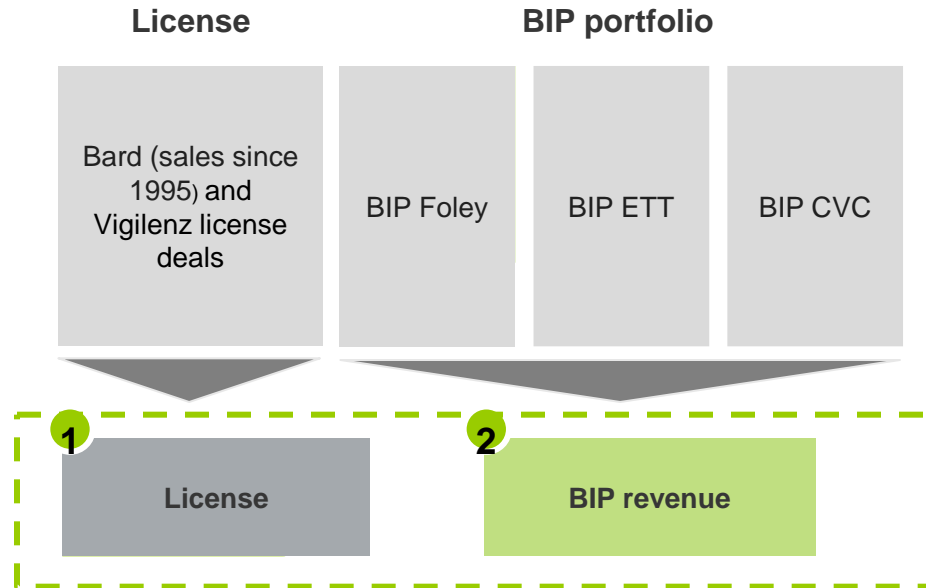 License
BIP portfolio
Bard (sales since
1995) and
Vigilenz license
deals
BIP Foley
BIP ETT
BIP CVC
1
2
License
BIP revenue